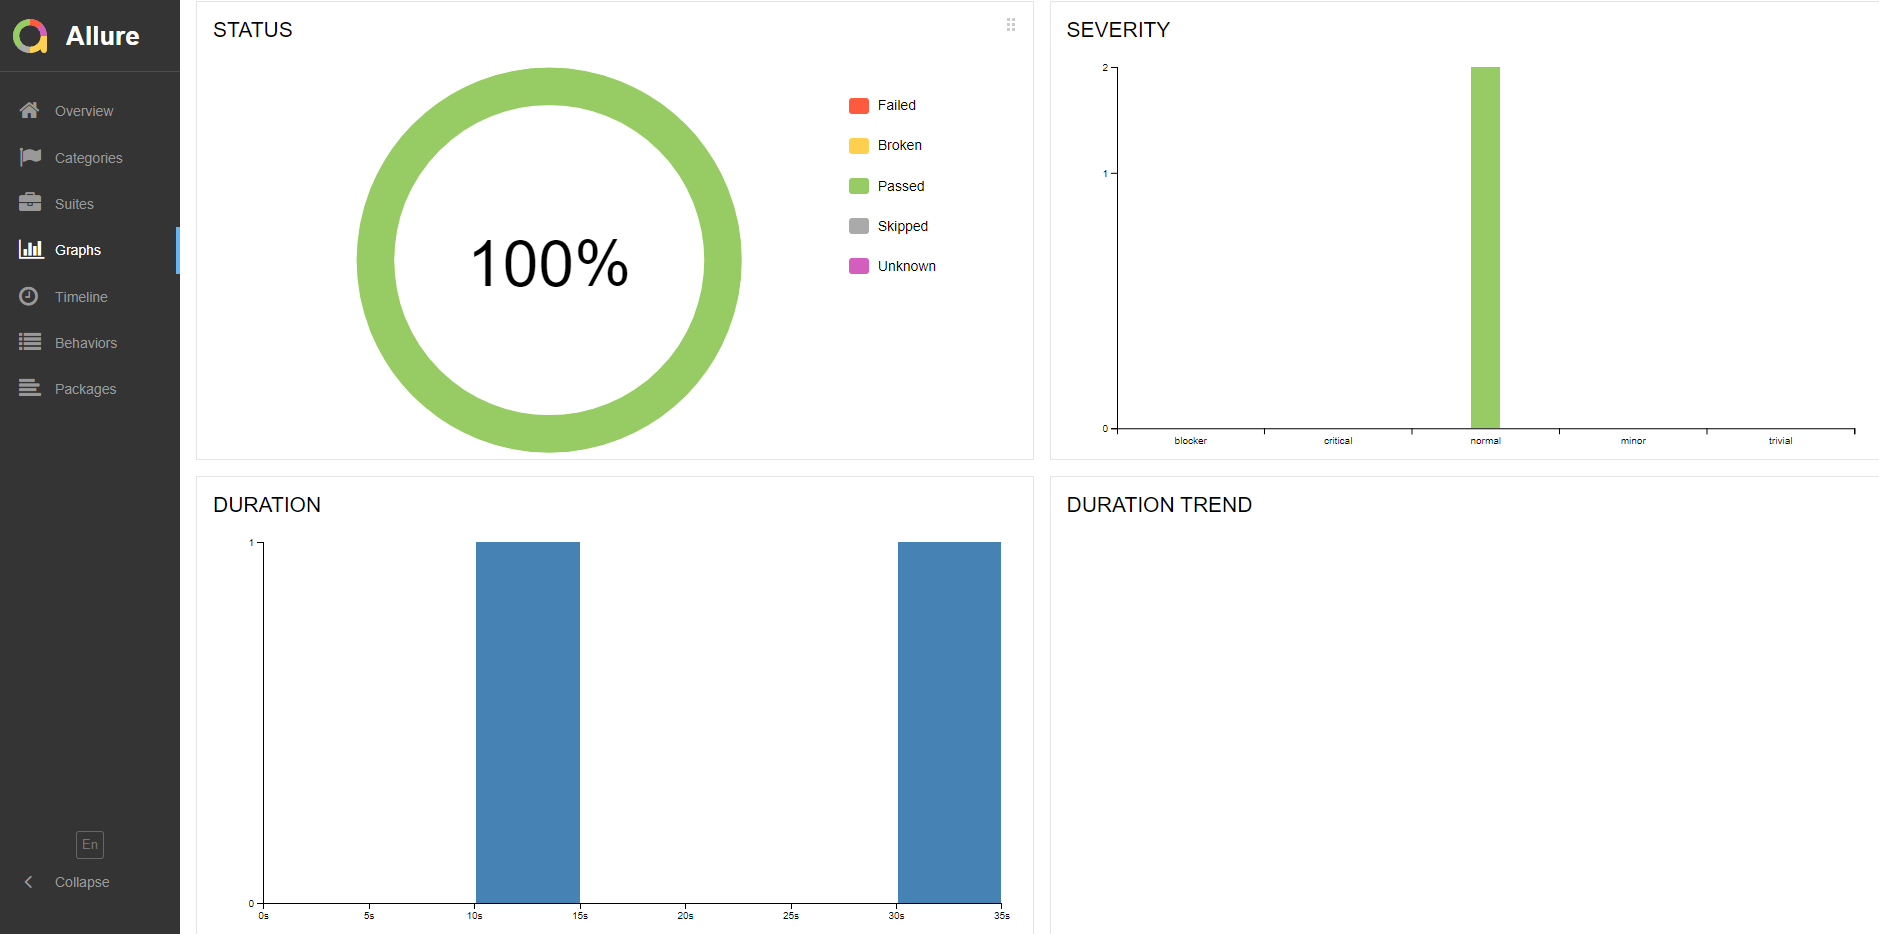 Allure
Overview
Categories
Suites
Graphs
Timeline
Behaviors
Packages
En
Collapse
STATUS
100%
Failed
Broken
Passed
Skipped
Unknown
SEVERITY
2
1
0
blocker critical normal minor trivial
DURATION
1
0
0s 5s 10s 15s 20s 25s 30s 35s
DURATION TREND